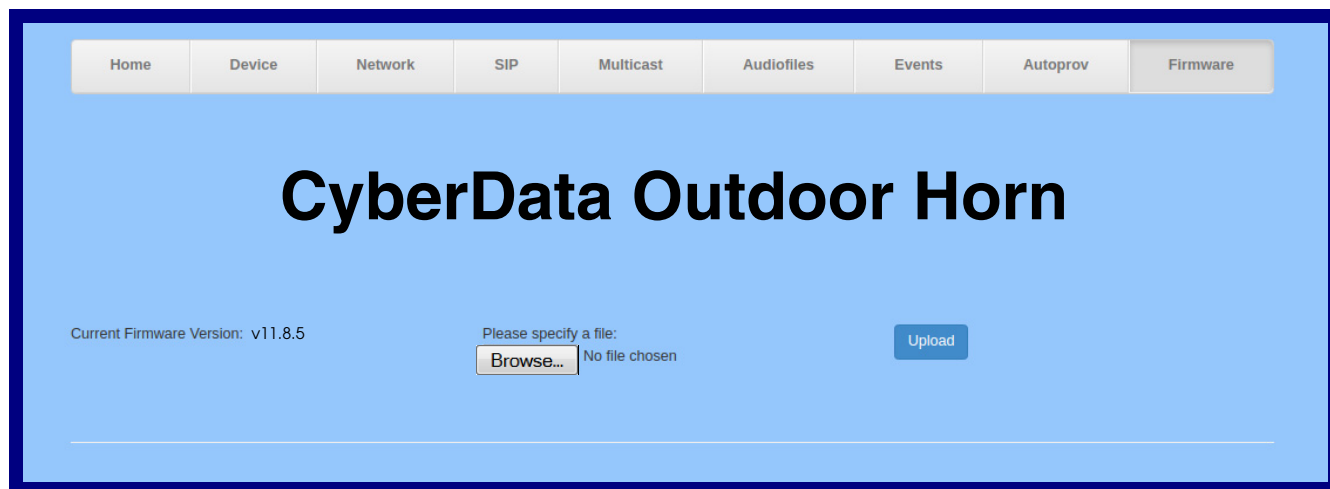 Home Device Network SIP Multicast Audiofiles Events Autoprov Firmware
CyberData Outdoor Horn
Current Firmware Version: v11.8.5 Please specify a file: Upload
Browse... No file chosen